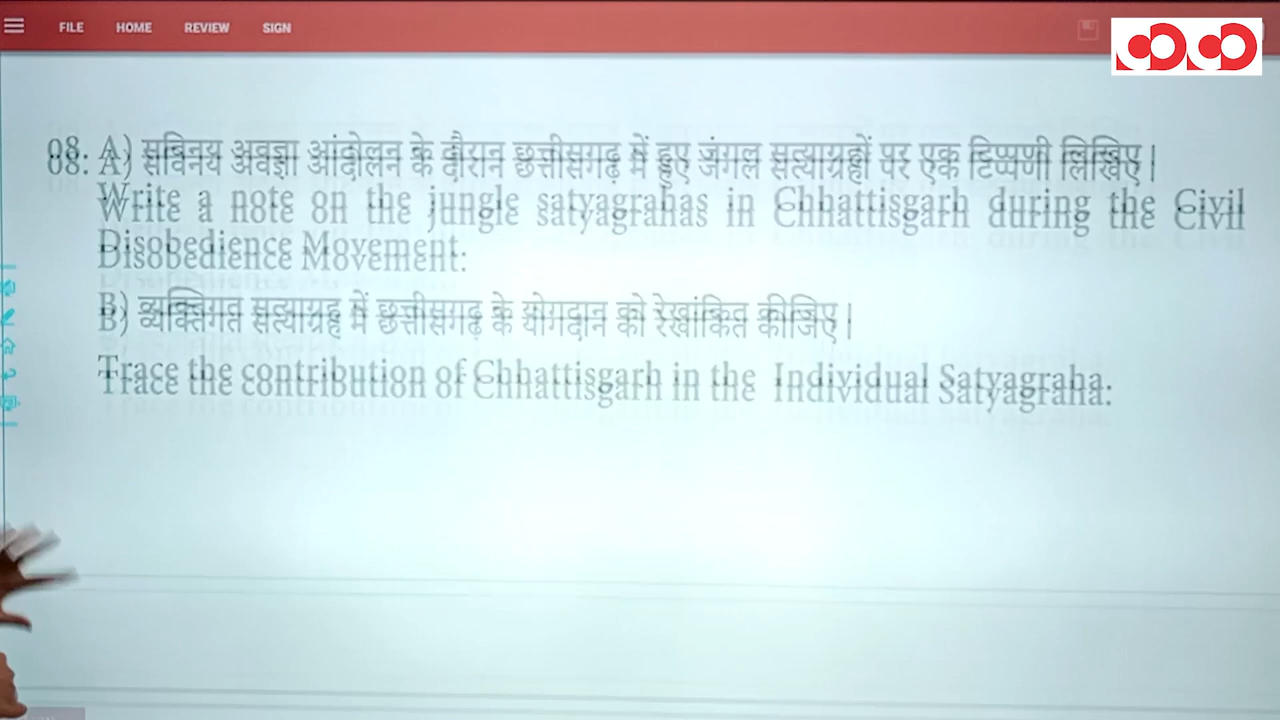 FILE HOME REVIEW SIGN
08. A) सविनय अवज्ञा आंदोलन के दौरान छत्तीसगढ़ में हुए जंगल सत्याग्रहों पर एक टिप्पणी लिखिए।
Write a note on the jungle satyagrahas in Chhattisgarh during the Civil
Disobedience Movement.
B) व्यक्तिगत सत्याग्रह में छत्तीसगढ़ के योगदान को रेखांकित कीजिए।
Trace the contribution of Chhattisgarh in the Individual Satyagraha.